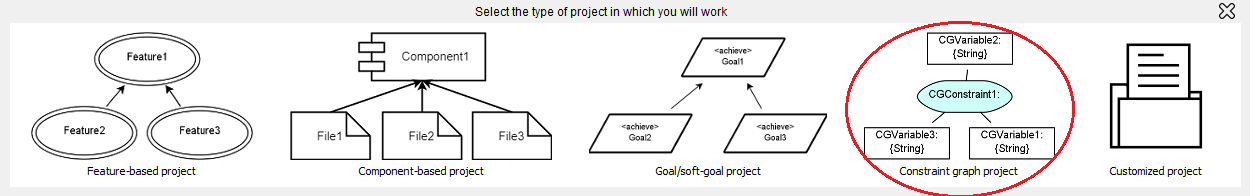 Select the type of project in which you will work
Feature1
Feature2
Feature3
Feature-based project
Component1
File1
File2
File3
Component-based project
<achieve>
Goal1
<achieve>
Goal2
<achieve>
Goal3
Goal/soft-goal project
CGVariable2:
{String}
CGConstraint1:
CGVariable3:
{String}
CGVariable1:
{String}
Constraint graph project
Customized project